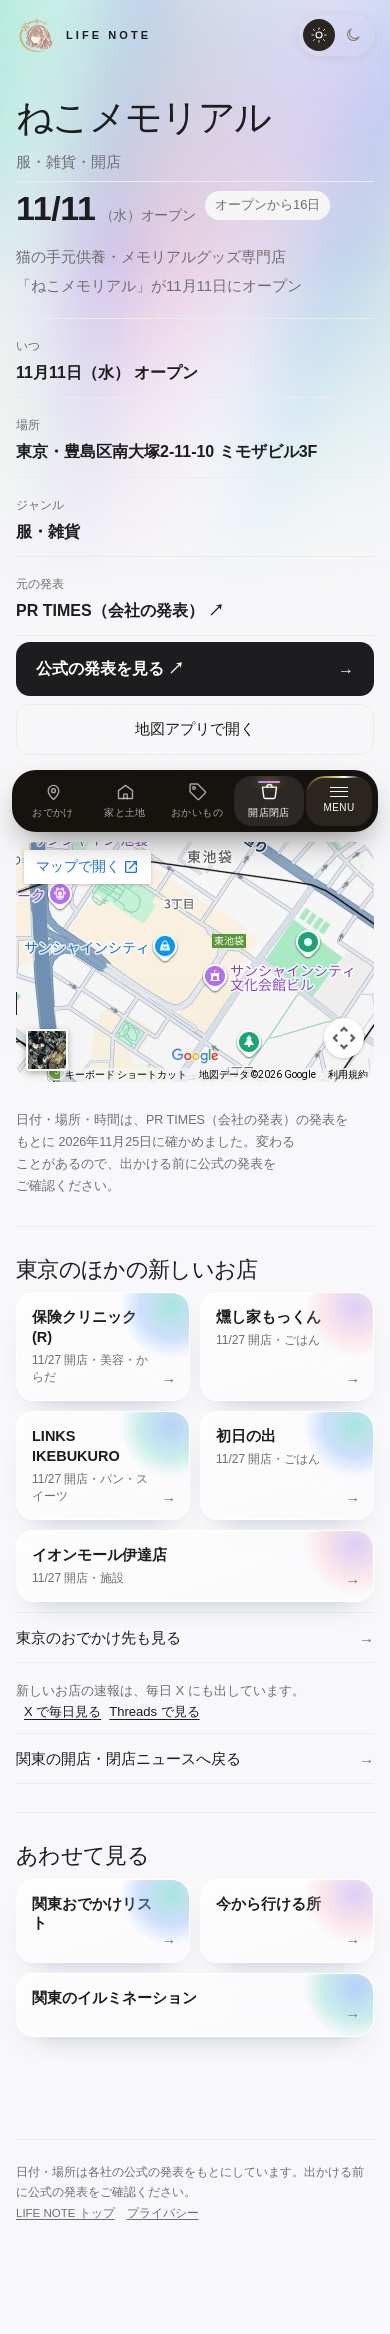 LIFE NOTE
ねこメモリアル
服・雑貨・開店
11/11 （水）オープン オープンから16日
猫の手元供養・メモリアルグッズ専門店
「ねこメモリアル」が11月11日にオープン
いつ
11月11日（水） オープン
場所
東京・豊島区南大塚2-11-10 ミモザビル3F
ジャンル
服・雑貨
元の発表
PR TIMES（会社の発表） ↗
公式の発表を見る ↗ →
地図アプリで開く
おでかけ 家と土地 おかいもの 開店閉店 MENU
マップで開く
東池袋
3丁目
サンシャインシティ
東池袋
サンシャインシティ
文化会館ビル
Google
キーボード ショートカット 地図データ©2026 Google 利用規約
日付・場所・時間は、PR TIMES（会社の発表）の発表を
もとに 2026年11月25日に確かめました。変わる
ことがあるので、出かける前に公式の発表を
ご確認ください。
東京のほかの新しいお店
保険クリニック
(R)
11/27 開店・美容・か
らだ
→
燻し家もっくん
11/27 開店・ごはん
→
LINKS
IKEBUKURO
11/27 開店・パン・ス
イーツ
→
初日の出
11/27 開店・ごはん
→
イオンモール伊達店
11/27 開店・施設
→
東京のおでかけ先も見る →
新しいお店の速報は、毎日 X にも出しています。
X で毎日見る Threads で見る
関東の開店・閉店ニュースへ戻る →
あわせて見る
関東おでかけリス
ト
→
今から行ける所
→
関東のイルミネーション
→
日付・場所は各社の公式の発表をもとにしています。出かける前
に公式の発表をご確認ください。
LIFE NOTE トップ プライバシー